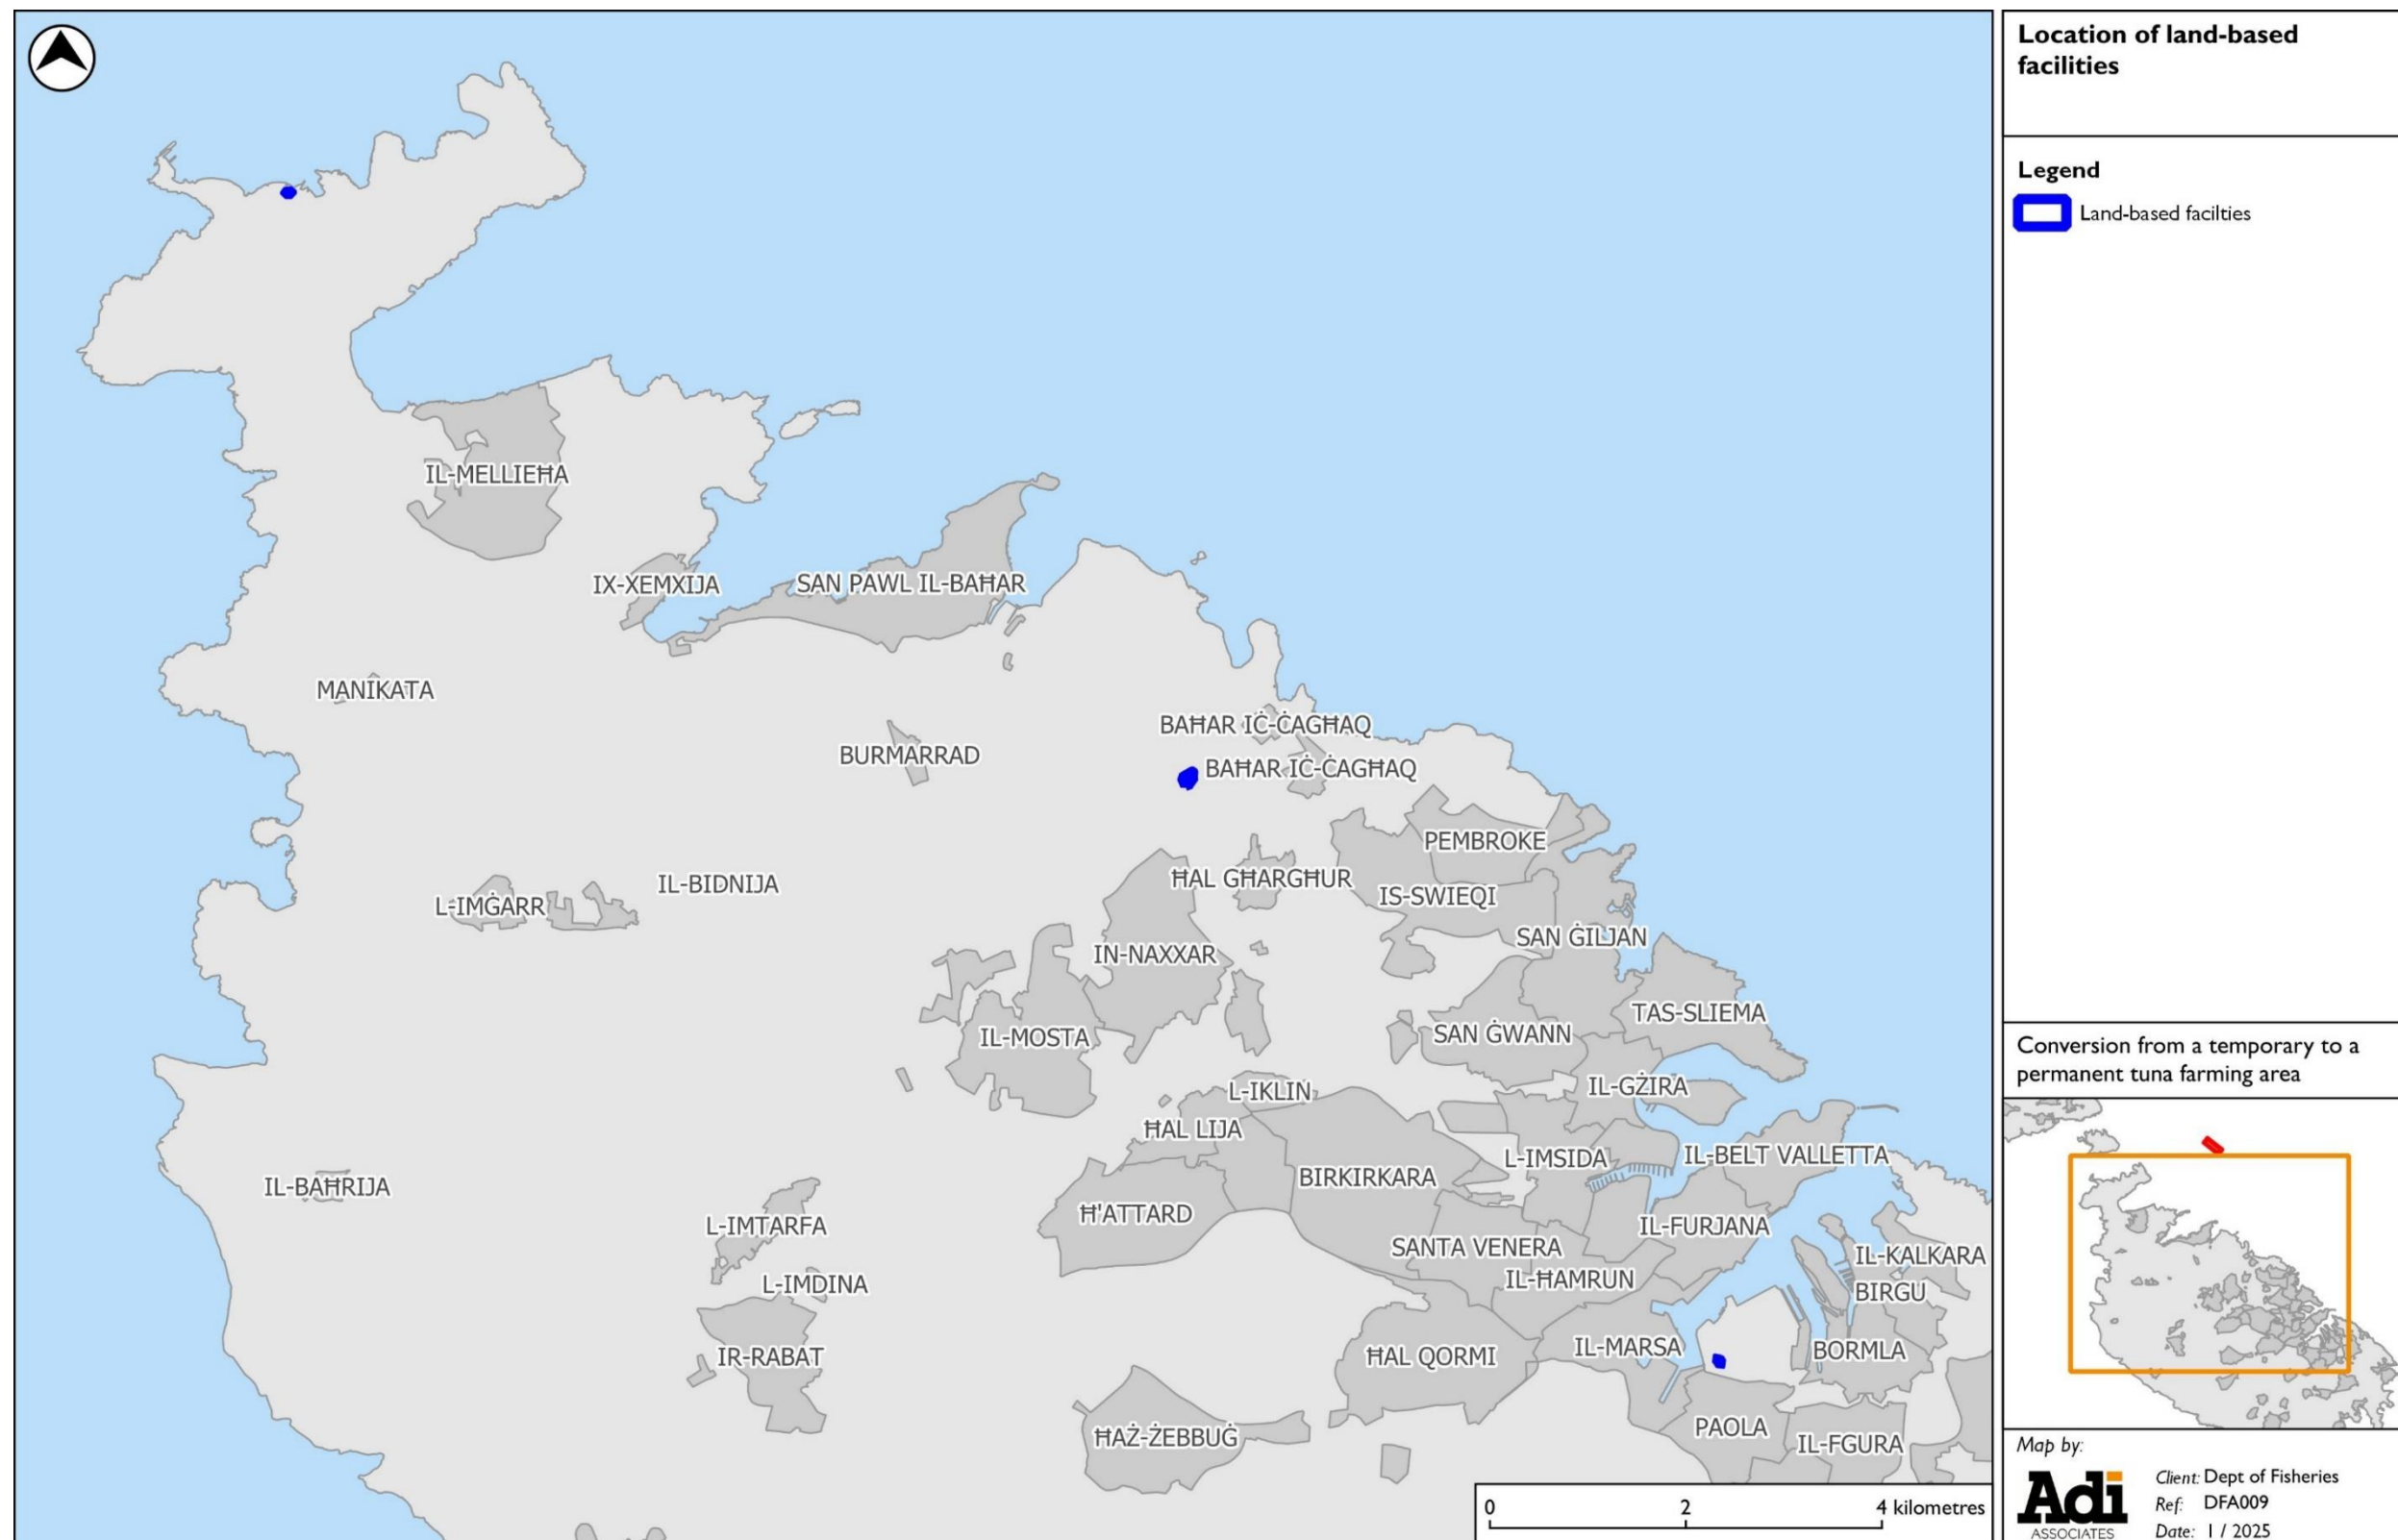 Location of land-based
facilities
Legend
Land-based facilties
IL-MELLIEĦA
IX-XEMXIJA
SAN PAWL IL-BAĦAR
MANIKATA
BAĦAR IĊ-ĊAGĦAQ
BURMARRAD
BAĦAR IĊ-ĊAGĦAQ
PEMBROKE
ĦAL GĦARGĦUR
IL-BIDNIJA
IS-SWIEQI
L-IMĠARR
SAN ĠILJAN
IN-NAXXAR
TAS-SLIEMA
SAN ĠWANN
IL-MOSTA
IL-GŻIRA
L-IKLIN
ĦAL LIJA
L-IMSIDA
IL-BELT VALLETTA
BIRKIRKARA
IL-BAĦRIJA
Ħ'ATTARD
L-IMTARFA
IL-FURJANA
SANTA VENERA
IL-KALKARA
IL-ĦAMRUN
L-IMDINA
BIRGU
IL-MARSA
BORMLA
IR-RABAT
ĦAL QORMI
PAOLA
ĦAŻ-ŻEBBUĠ
IL-FGURA
0 2 4 kilometres
Conversion from a temporary to a
permanent tuna farming area
Map by:
Adi
ASSOCIATES
Client: Dept of Fisheries
Ref: DFA009
Date: 1 / 2025